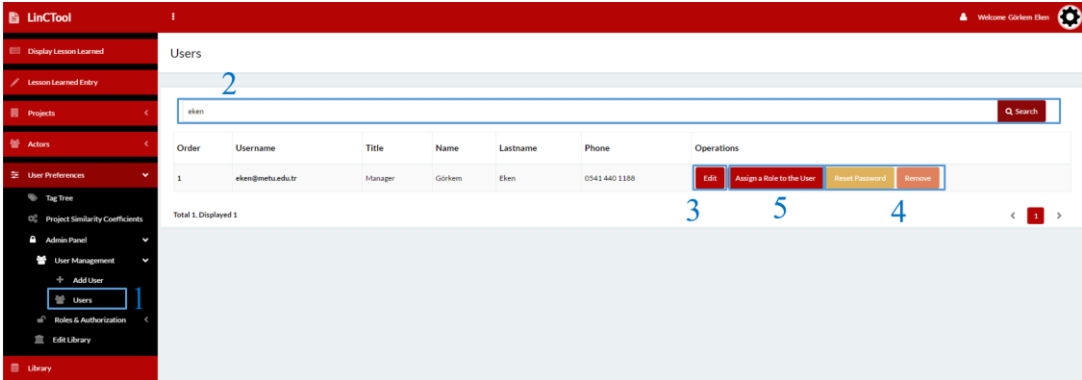 LinCTool
Welcome Görkem Eken
Display Lesson Learned
Lesson Learned Entry
Projects
Actors
User Preferences
Tag Tree
Project Similarity Coefficients
Admin Panel
User Management
Add User
Users
1
Roles & Authorization
Edit Library
Library
Users
2
eken
Search
Order Username Title Name Lastname Phone Operations
1 eken@metu.edu.tr Manager Görkem Eken 0541 440 1188 Edit Assign a Role to the User Reset Password Remove
3 5 4
Total 1, Displayed 1
< 1 >